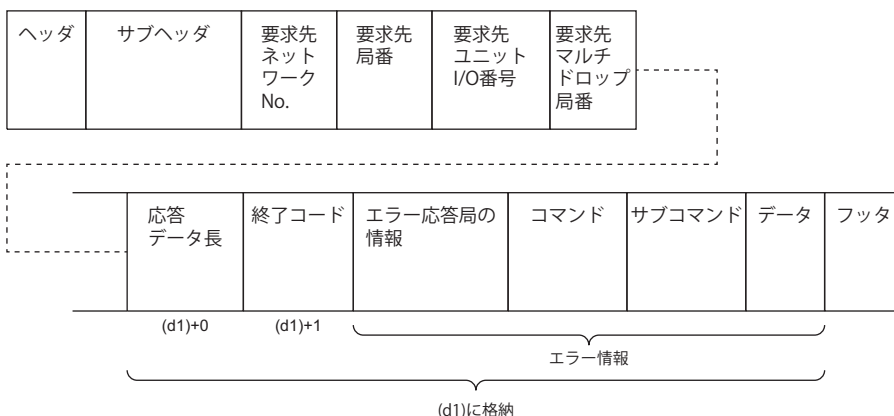 ヘッダ
サブヘッダ
要求先
ネット
ワーク
No.
要求先
局番
要求先
ユニット
I/O番号
要求先
マルチ
ドロップ
局番
応答
データ長
終了コード
エラー応答局の
情報
コマンド
サブコマンド
データ
フッタ
(d1)+0
(d1)+1
エラー情報
(d1)に格納